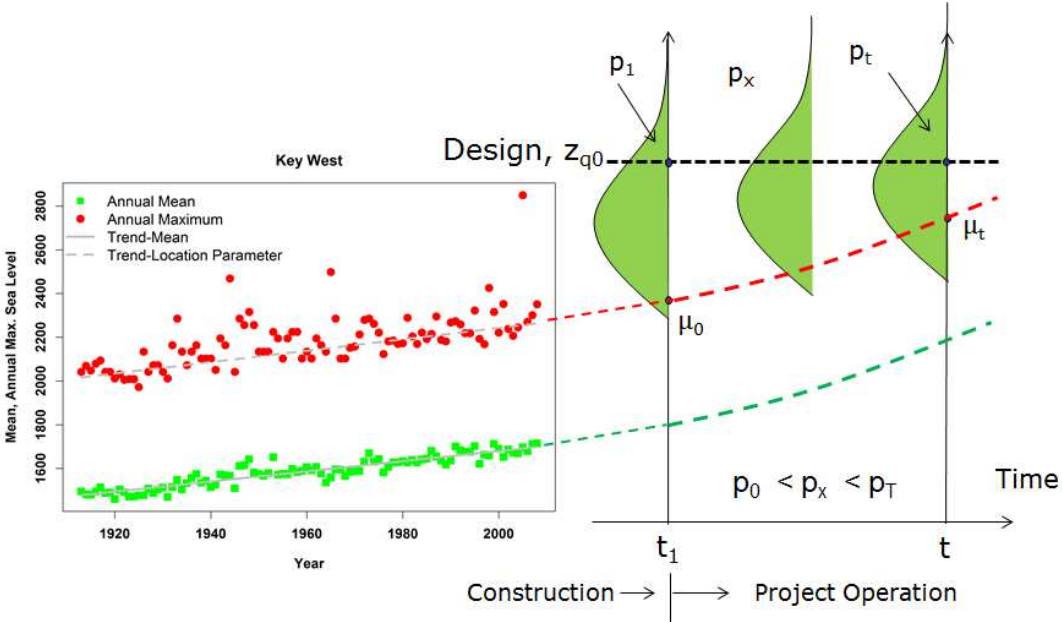 p1
px
pt
Design, zq0
Key West
Annual Mean
Annual Maximum
Trend-Mean
Trend-Location Parameter
Mean, Annual Max. Sea Level
2800
2600
2400
2200
2000
1800
1600
1920
1940
1960
1980
2000
Year
μ0
μt
p0 < px < pT
Time
t1
t
Construction
Project Operation